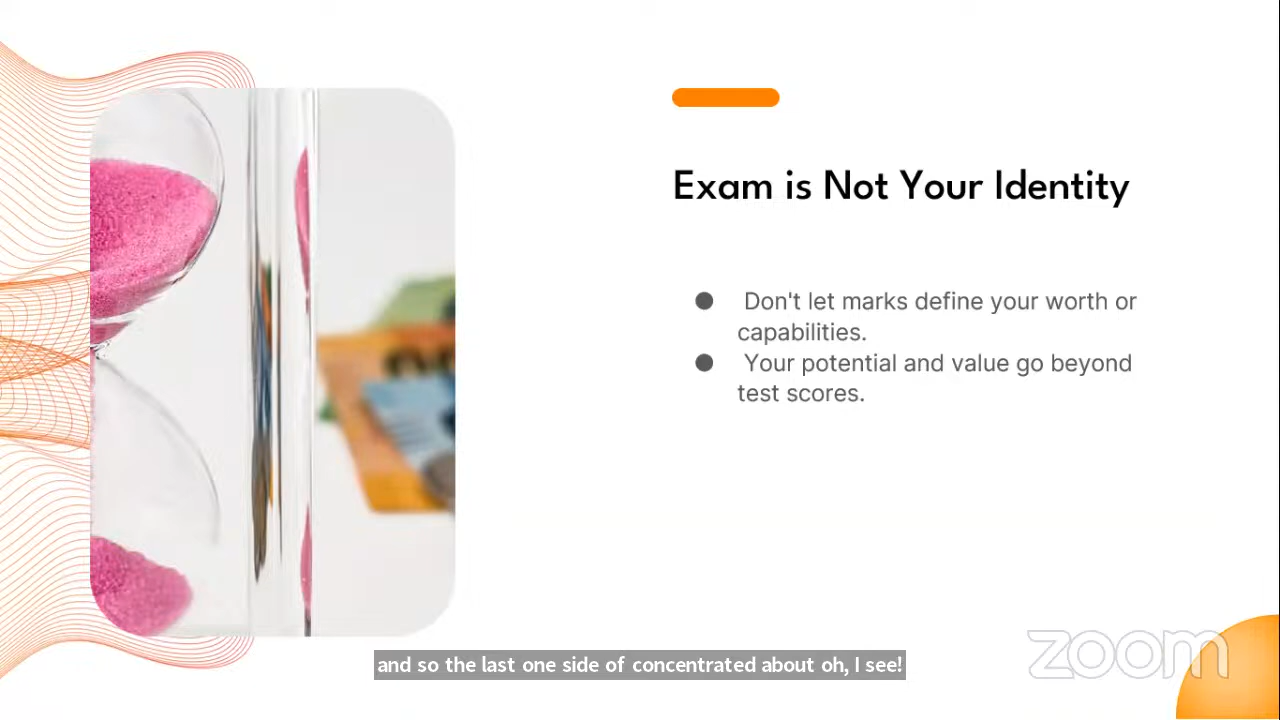 Exam is Not Your Identity
Don't let marks define your worth or
capabilities.
Your potential and value go beyond
test scores.
zoom
and so the last one side of concentrated about oh, I see!